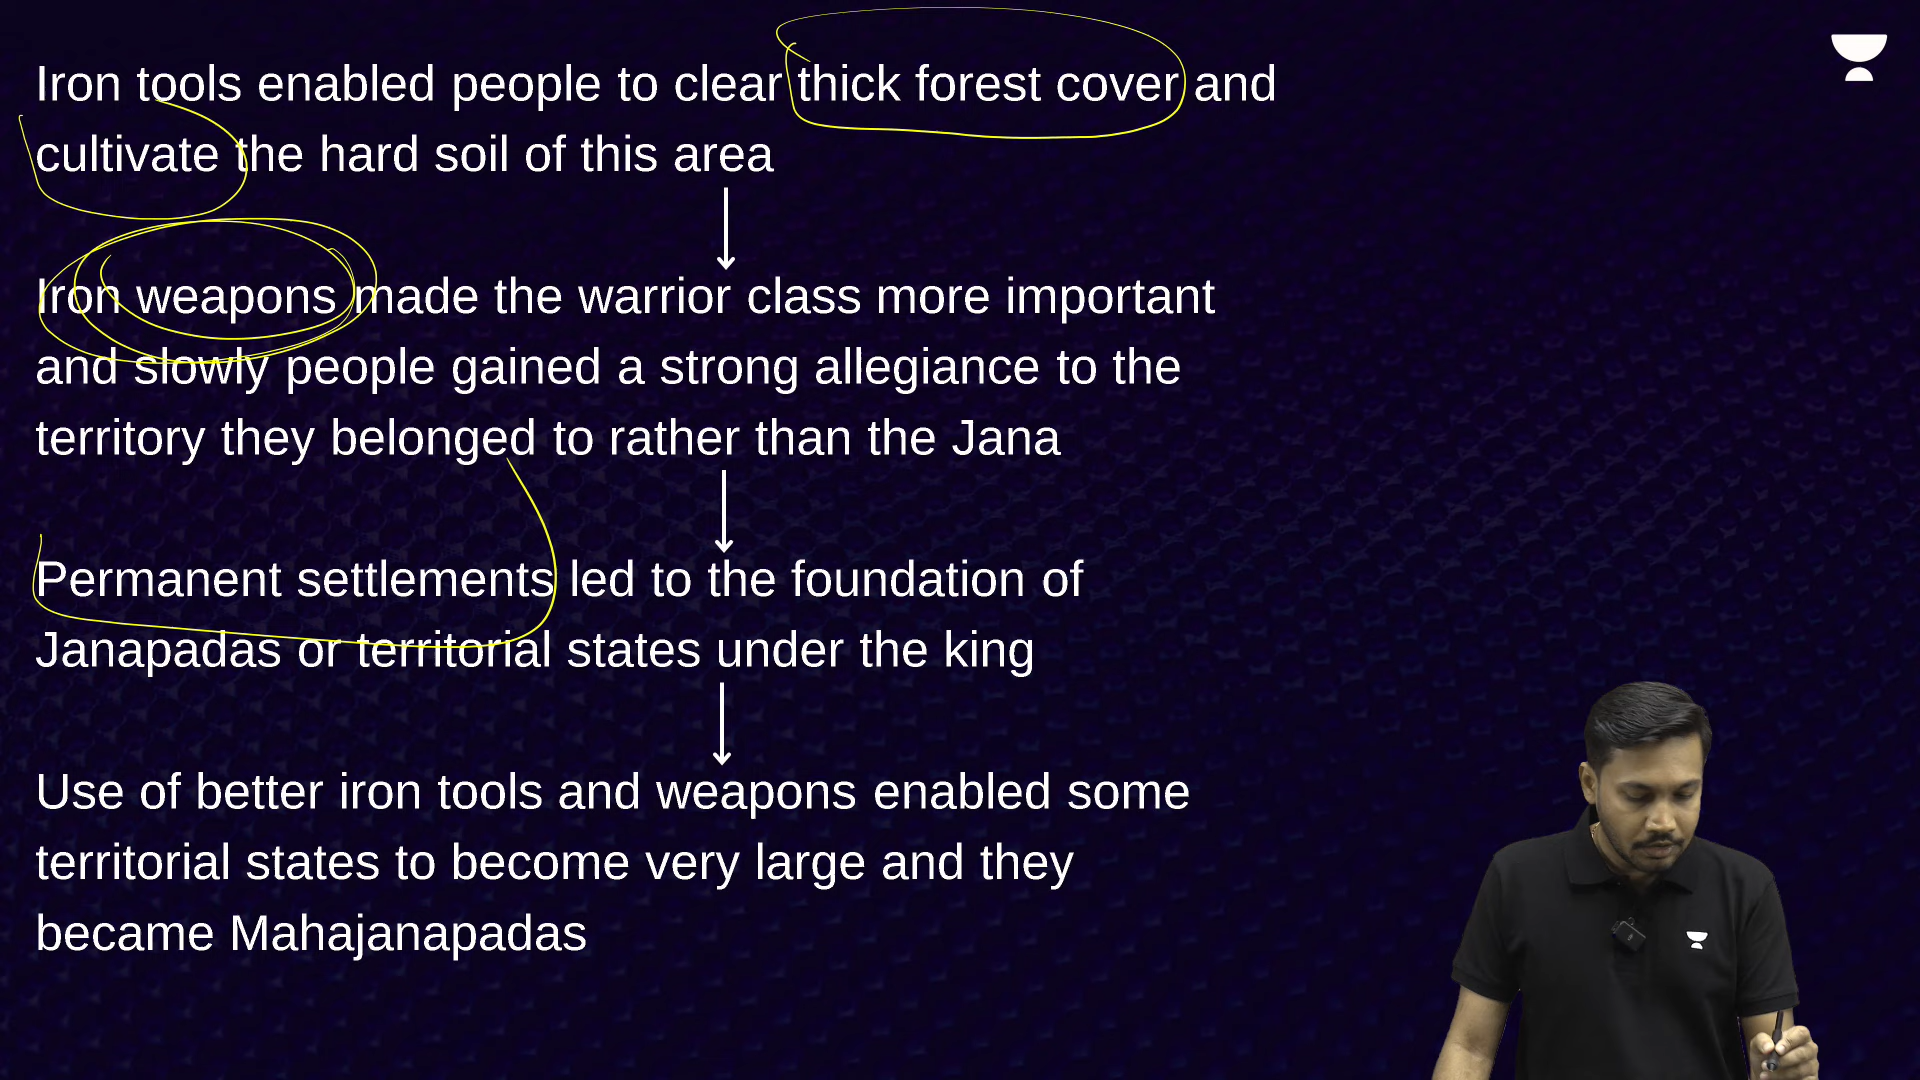 Iron tools enabled people to clear thick forest cover and
cultivate the hard soil of this area
Iron weapons made the warrior class more important
and slowly people gained a strong allegiance to the
territory they belonged to rather than the Jana
Permanent settlements led to the foundation of
Janapadas or territorial states under the king
Use of better iron tools and weapons enabled some
territorial states to become very large and they
became Mahajanapadas